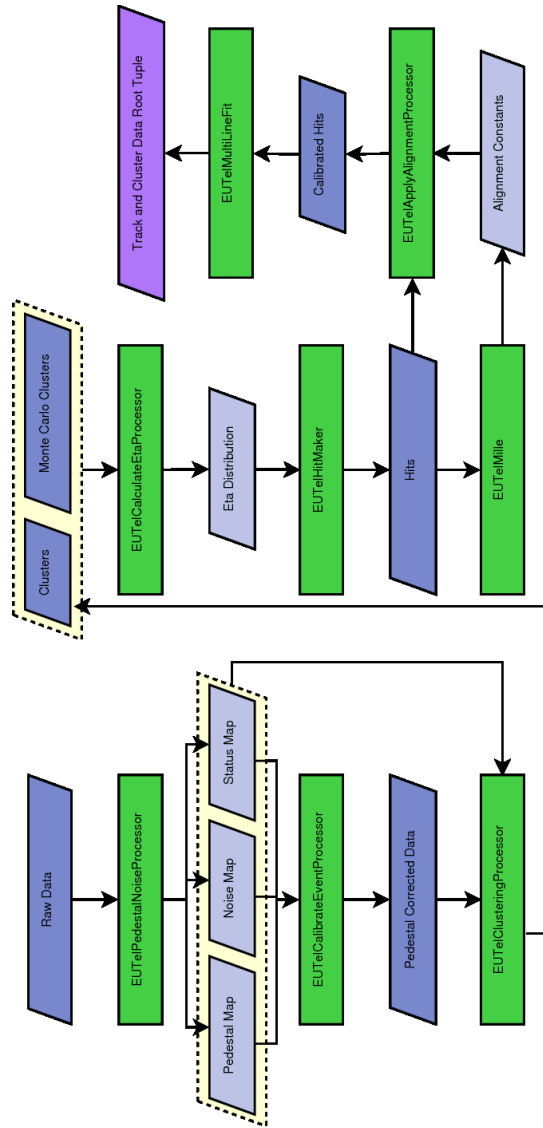 Raw Data
EUTelPedestalNoiseProcessor
Pedestal Map
Noise Map
Status Map
EUTelCalibrateEventProcessor
Pedestal Corrected Data
EUTelClusteringProcessor
Clusters
Monte Carlo Clusters
EUTelCalculateEtaProcessor
Eta Distribution
EUTelHitMaker
Hits
EUTelMille
Track and Cluster Data Root Tuple
EUTelMultiLineFit
Calibrated Hits
EUTelApplyAlignmentProcessor
Alignment Constants